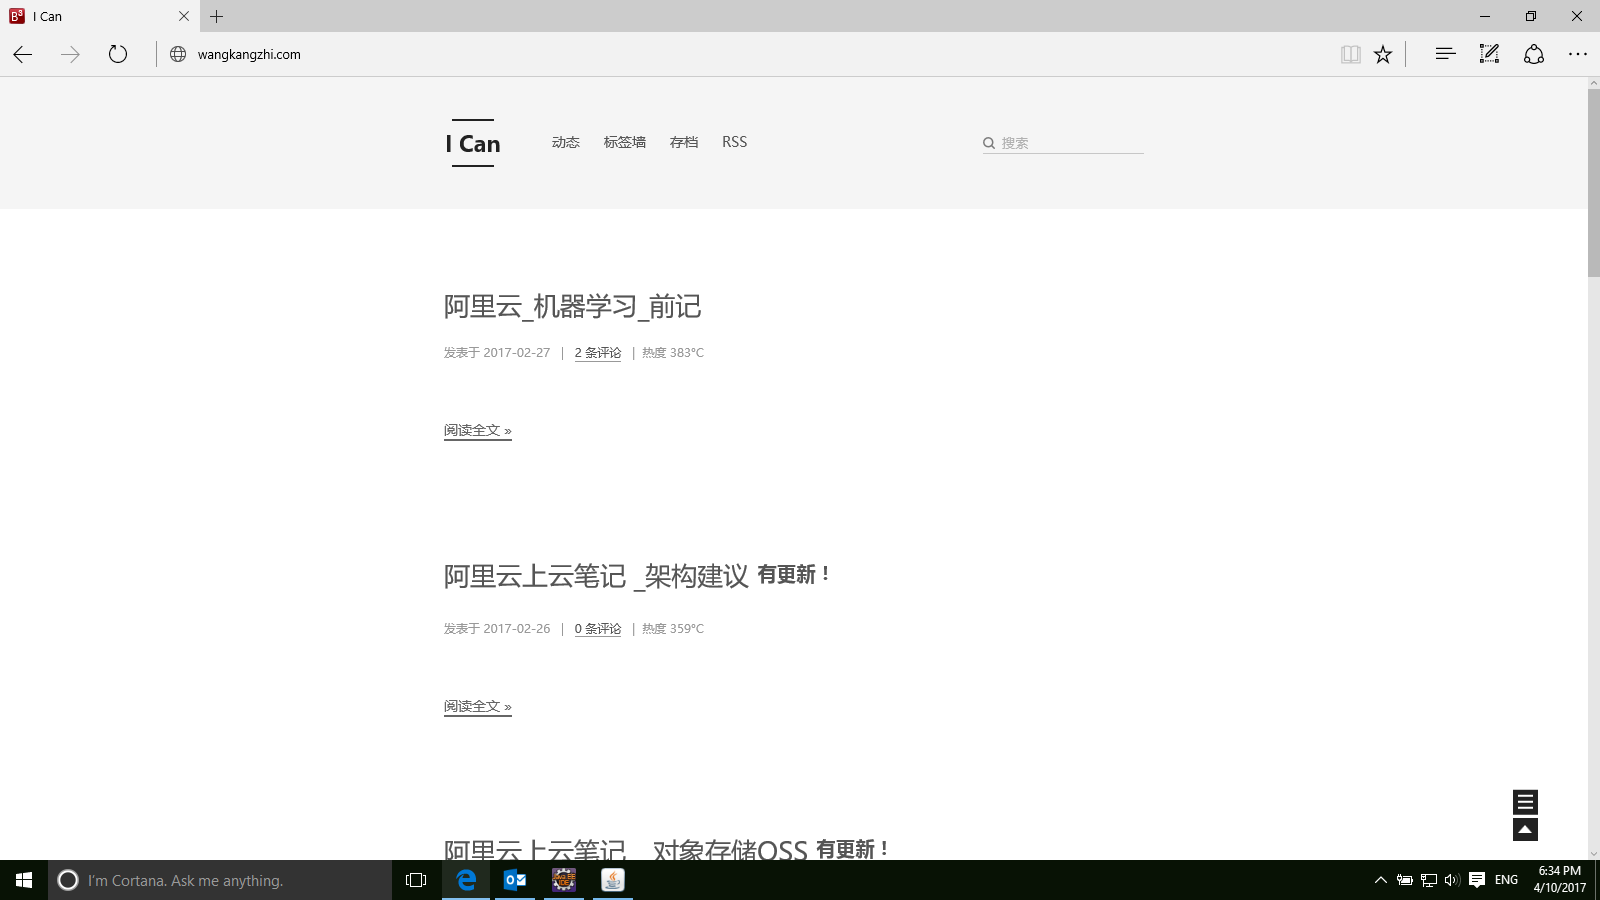 I Can
wangkangzhi.com
I Can
动态 标签墙 存档 RSS
搜索
阿里云_机器学习_前记
发表于 2017-02-27 | 2 条评论 | 热度 383°C
阅读全文 »
阿里云上云笔记 _架构建议 有更新！
发表于 2017-02-26 | 0 条评论 | 热度 359°C
阅读全文 »
阿里云上云笔记 _ 对象存储OSS 有更新！
I'm Cortana. Ask me anything.
ENG
6:34 PM
4/10/2017